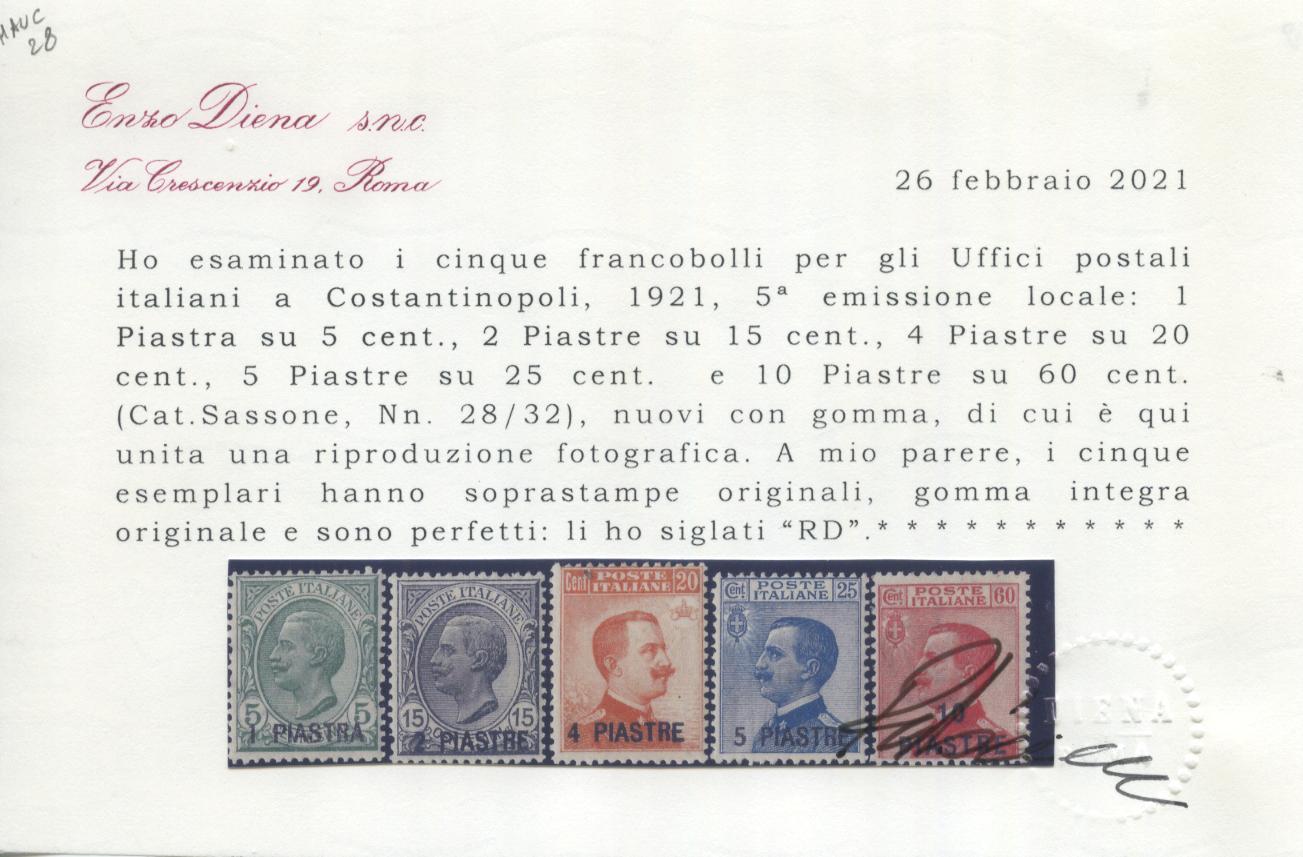 28
Enzo Diena s.n.c.
Via Crescenzio 19, Roma
26 febbraio 2021
Ho esaminato i cinque francobolli per gli Uffici postali
italiani a Costantinopoli, 1921, 5ª emissione locale: 1
Piastra su 5 cent., 2 Piastre su 15 cent., 4 Piastre su 20
cent., 5 Piastre su 25 cent. e 10 Piastre su 60 cent.
(Cat.Sassone, Nn. 28/32), nuovi con gomma, di cui è qui
unita una riproduzione fotografica. A mio parere, i cinque
esemplari hanno soprastampe originali, gomma integra
originale e sono perfetti: li ho siglati “RD”.* * * * * * * * * * *
POSTE ITALIANE
5 5
1 PIASTRA
POSTE ITALIANE
15 15
2 PIASTRE
Cent POSTE 20
ITALIANE
4 PIASTRE
Cent. POSTE 25
ITALIANE
5 PIASTRE
Cent POSTE 60
ITALIANE
10
PIASTRE
DIENA